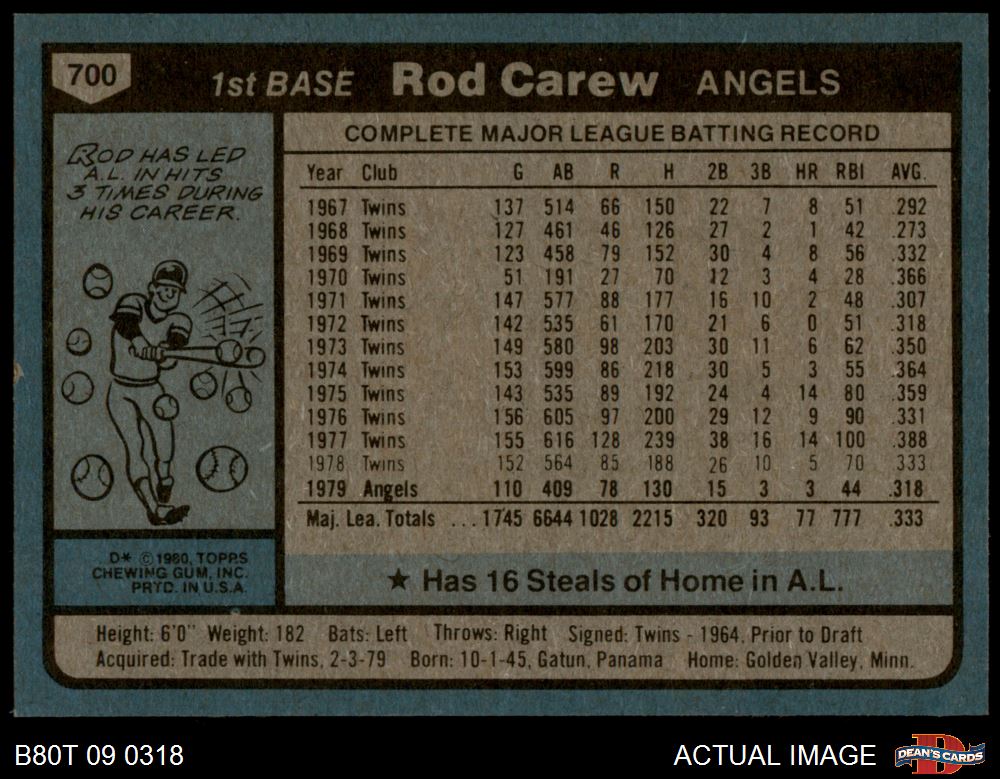 700
1st BASE Rod Carew ANGELS
ROD HAS LED
A.L. IN HITS
3 TIMES DURING
HIS CAREER.
COMPLETE MAJOR LEAGUE BATTING RECORD
Year Club G AB R H 2B 3B HR RBI AVG.
1967 Twins 137 514 66 150 22 7 8 51 .292
1968 Twins 127 461 46 126 27 2 1 42 .273
1969 Twins 123 458 79 152 30 4 8 56 .332
1970 Twins 51 191 27 70 12 3 4 28 .366
1971 Twins 147 577 88 177 16 10 2 48 .307
1972 Twins 142 535 61 170 21 6 0 51 .318
1973 Twins 149 580 98 203 30 11 6 62 .350
1974 Twins 153 599 86 218 30 5 3 55 .364
1975 Twins 143 535 89 192 24 4 14 80 .359
1976 Twins 156 605 97 200 29 12 9 90 .331
1977 Twins 155 616 128 239 38 16 14 100 .388
1978 Twins 152 564 85 188 26 10 5 70 .333
1979 Angels 110 409 78 130 15 3 3 44 .318
Maj. Lea. Totals ... 1745 6644 1028 2215 320 93 77 777 .333
D* © 1980, TOPPS
CHEWING GUM, INC.
PRTD. IN U.S.A.
★ Has 16 Steals of Home in A.L.
Height: 6'0" Weight: 182 Bats: Left Throws: Right Signed: Twins - 1964, Prior to Draft
Acquired: Trade with Twins, 2-3-79 Born: 10-1-45, Gatun, Panama Home: Golden Valley, Minn.
B80T 09 0318 ACTUAL IMAGE
DEAN'S CARDS